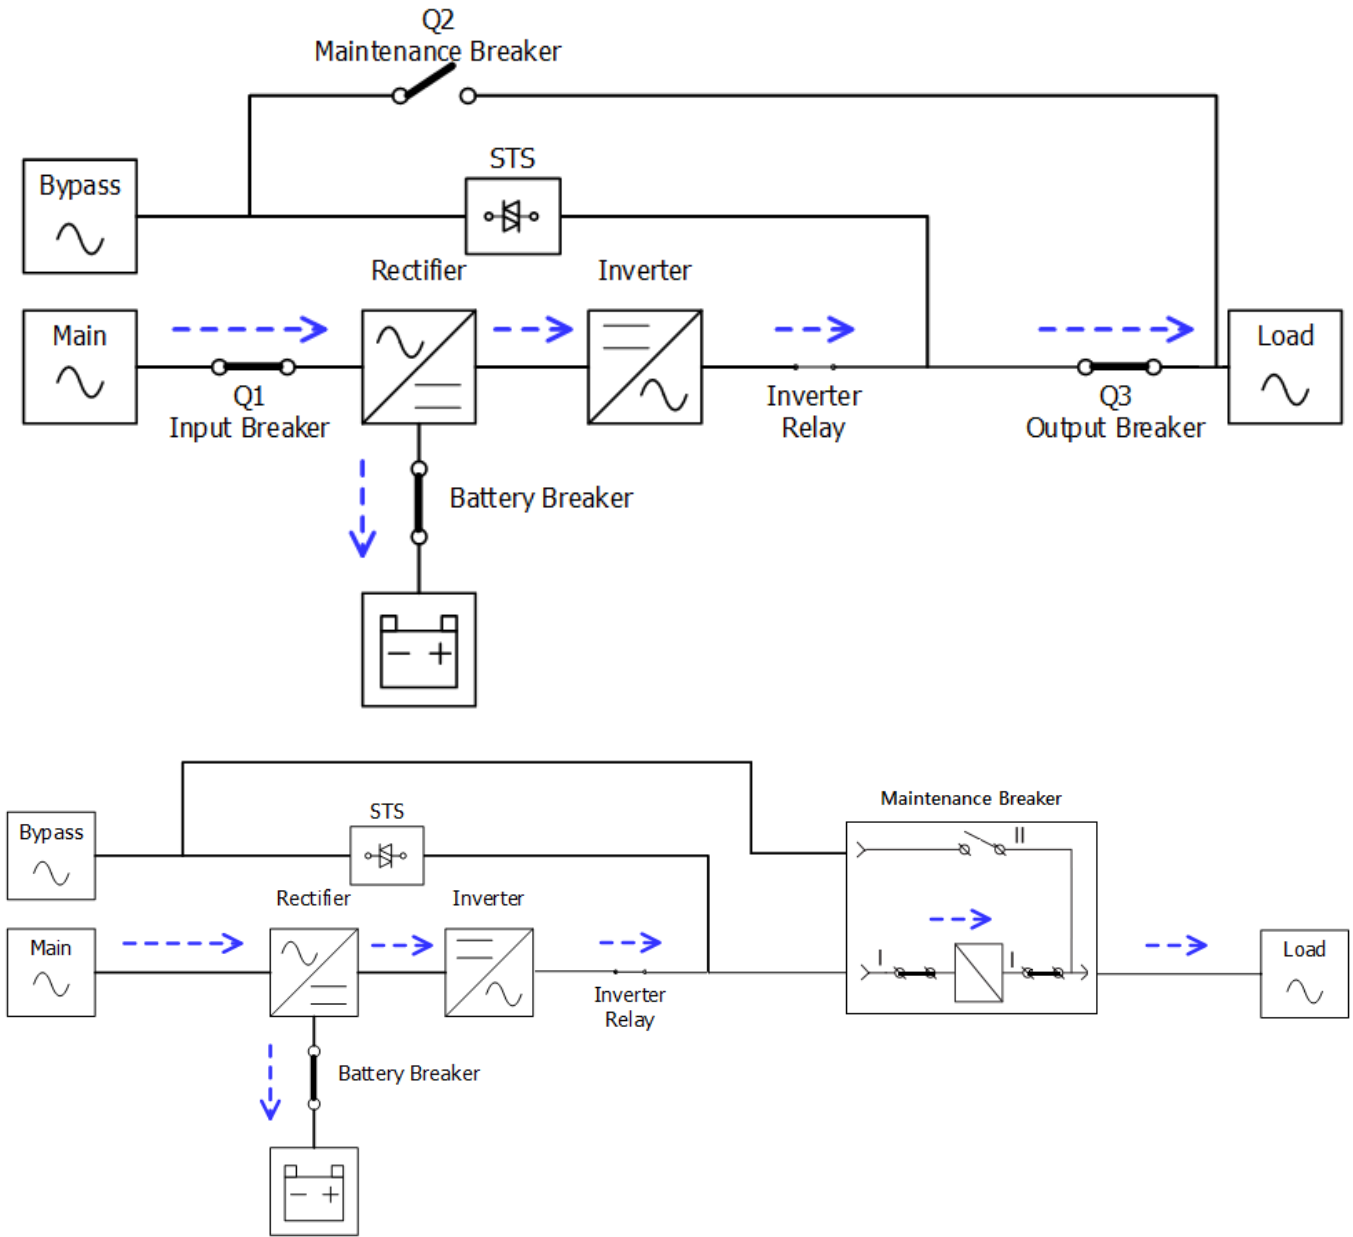 Q2
Maintenance Breaker
STS
Bypass
Rectifier
Inverter
Main
Load
Q1
Input Breaker
Inverter
Relay
Q3
Output Breaker
Battery Breaker
− +
Maintenance Breaker
STS
II
Bypass
Rectifier
Inverter
Main
I
I
Load
Inverter
Relay
Battery Breaker
− +